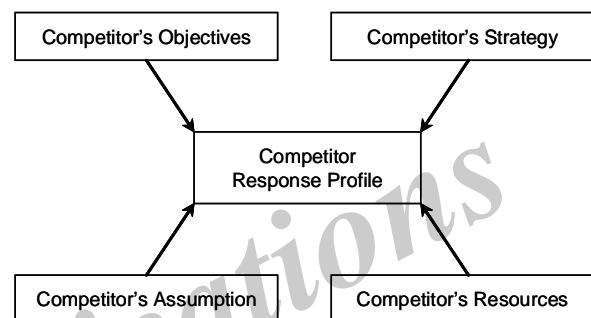 Competitor's Objectives
Competitor's Strategy
Competitor
Response Profile
Competitor's Assumption
Competitor's Resources